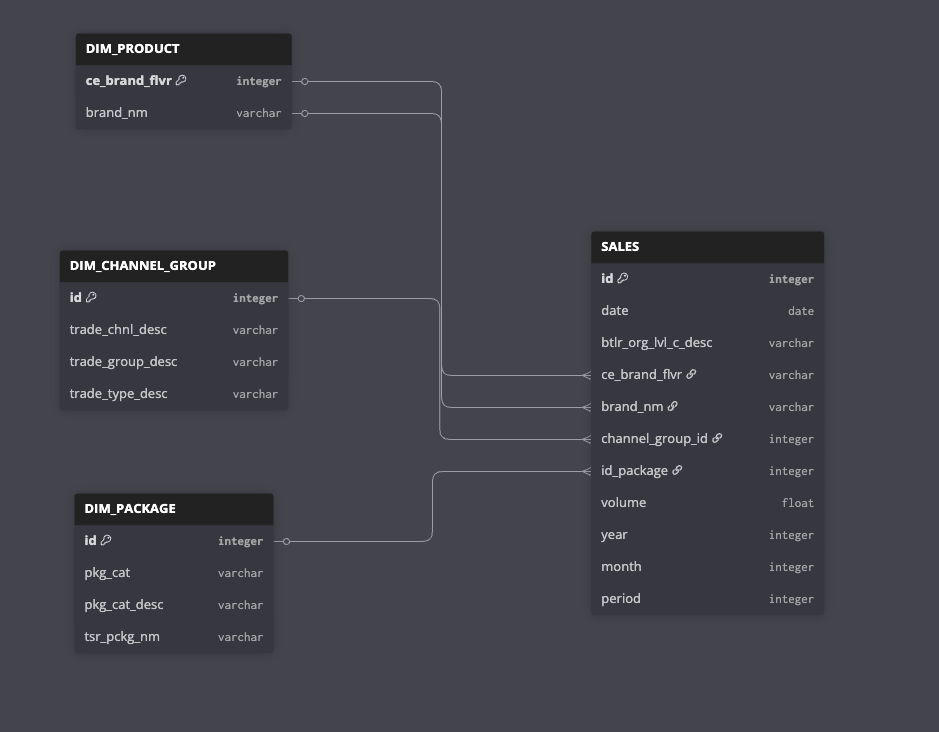 DIM_PRODUCT
ce_brand_flvr integer
brand_nm varchar
DIM_CHANNEL_GROUP
id integer
trade_chnl_desc varchar
trade_group_desc varchar
trade_type_desc varchar
DIM_PACKAGE
id integer
pkg_cat varchar
pkg_cat_desc varchar
tsr_pckg_nm varchar
SALES
id integer
date date
btlr_org_lvl_c_desc varchar
ce_brand_flvr varchar
brand_nm varchar
channel_group_id integer
id_package integer
volume float
year integer
month integer
period integer